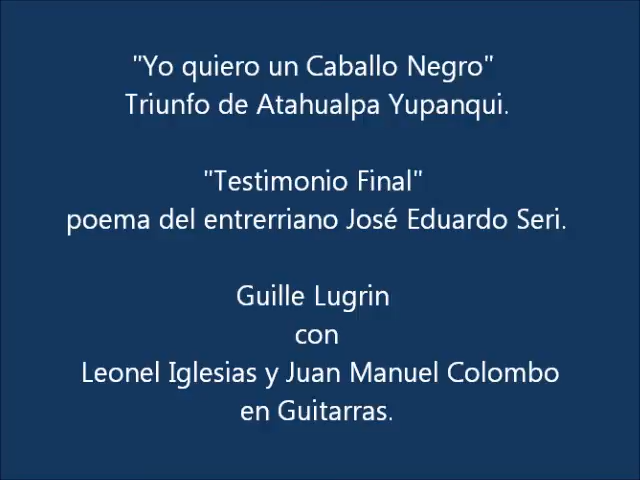 "Yo quiero un Caballo Negro"
Triunfo de Atahualpa Yupanqui.
"Testimonio Final"
poema del entrerriano José Eduardo Seri.
Guille Lugrin
con
Leonel Iglesias y Juan Manuel Colombo
en Guitarras.